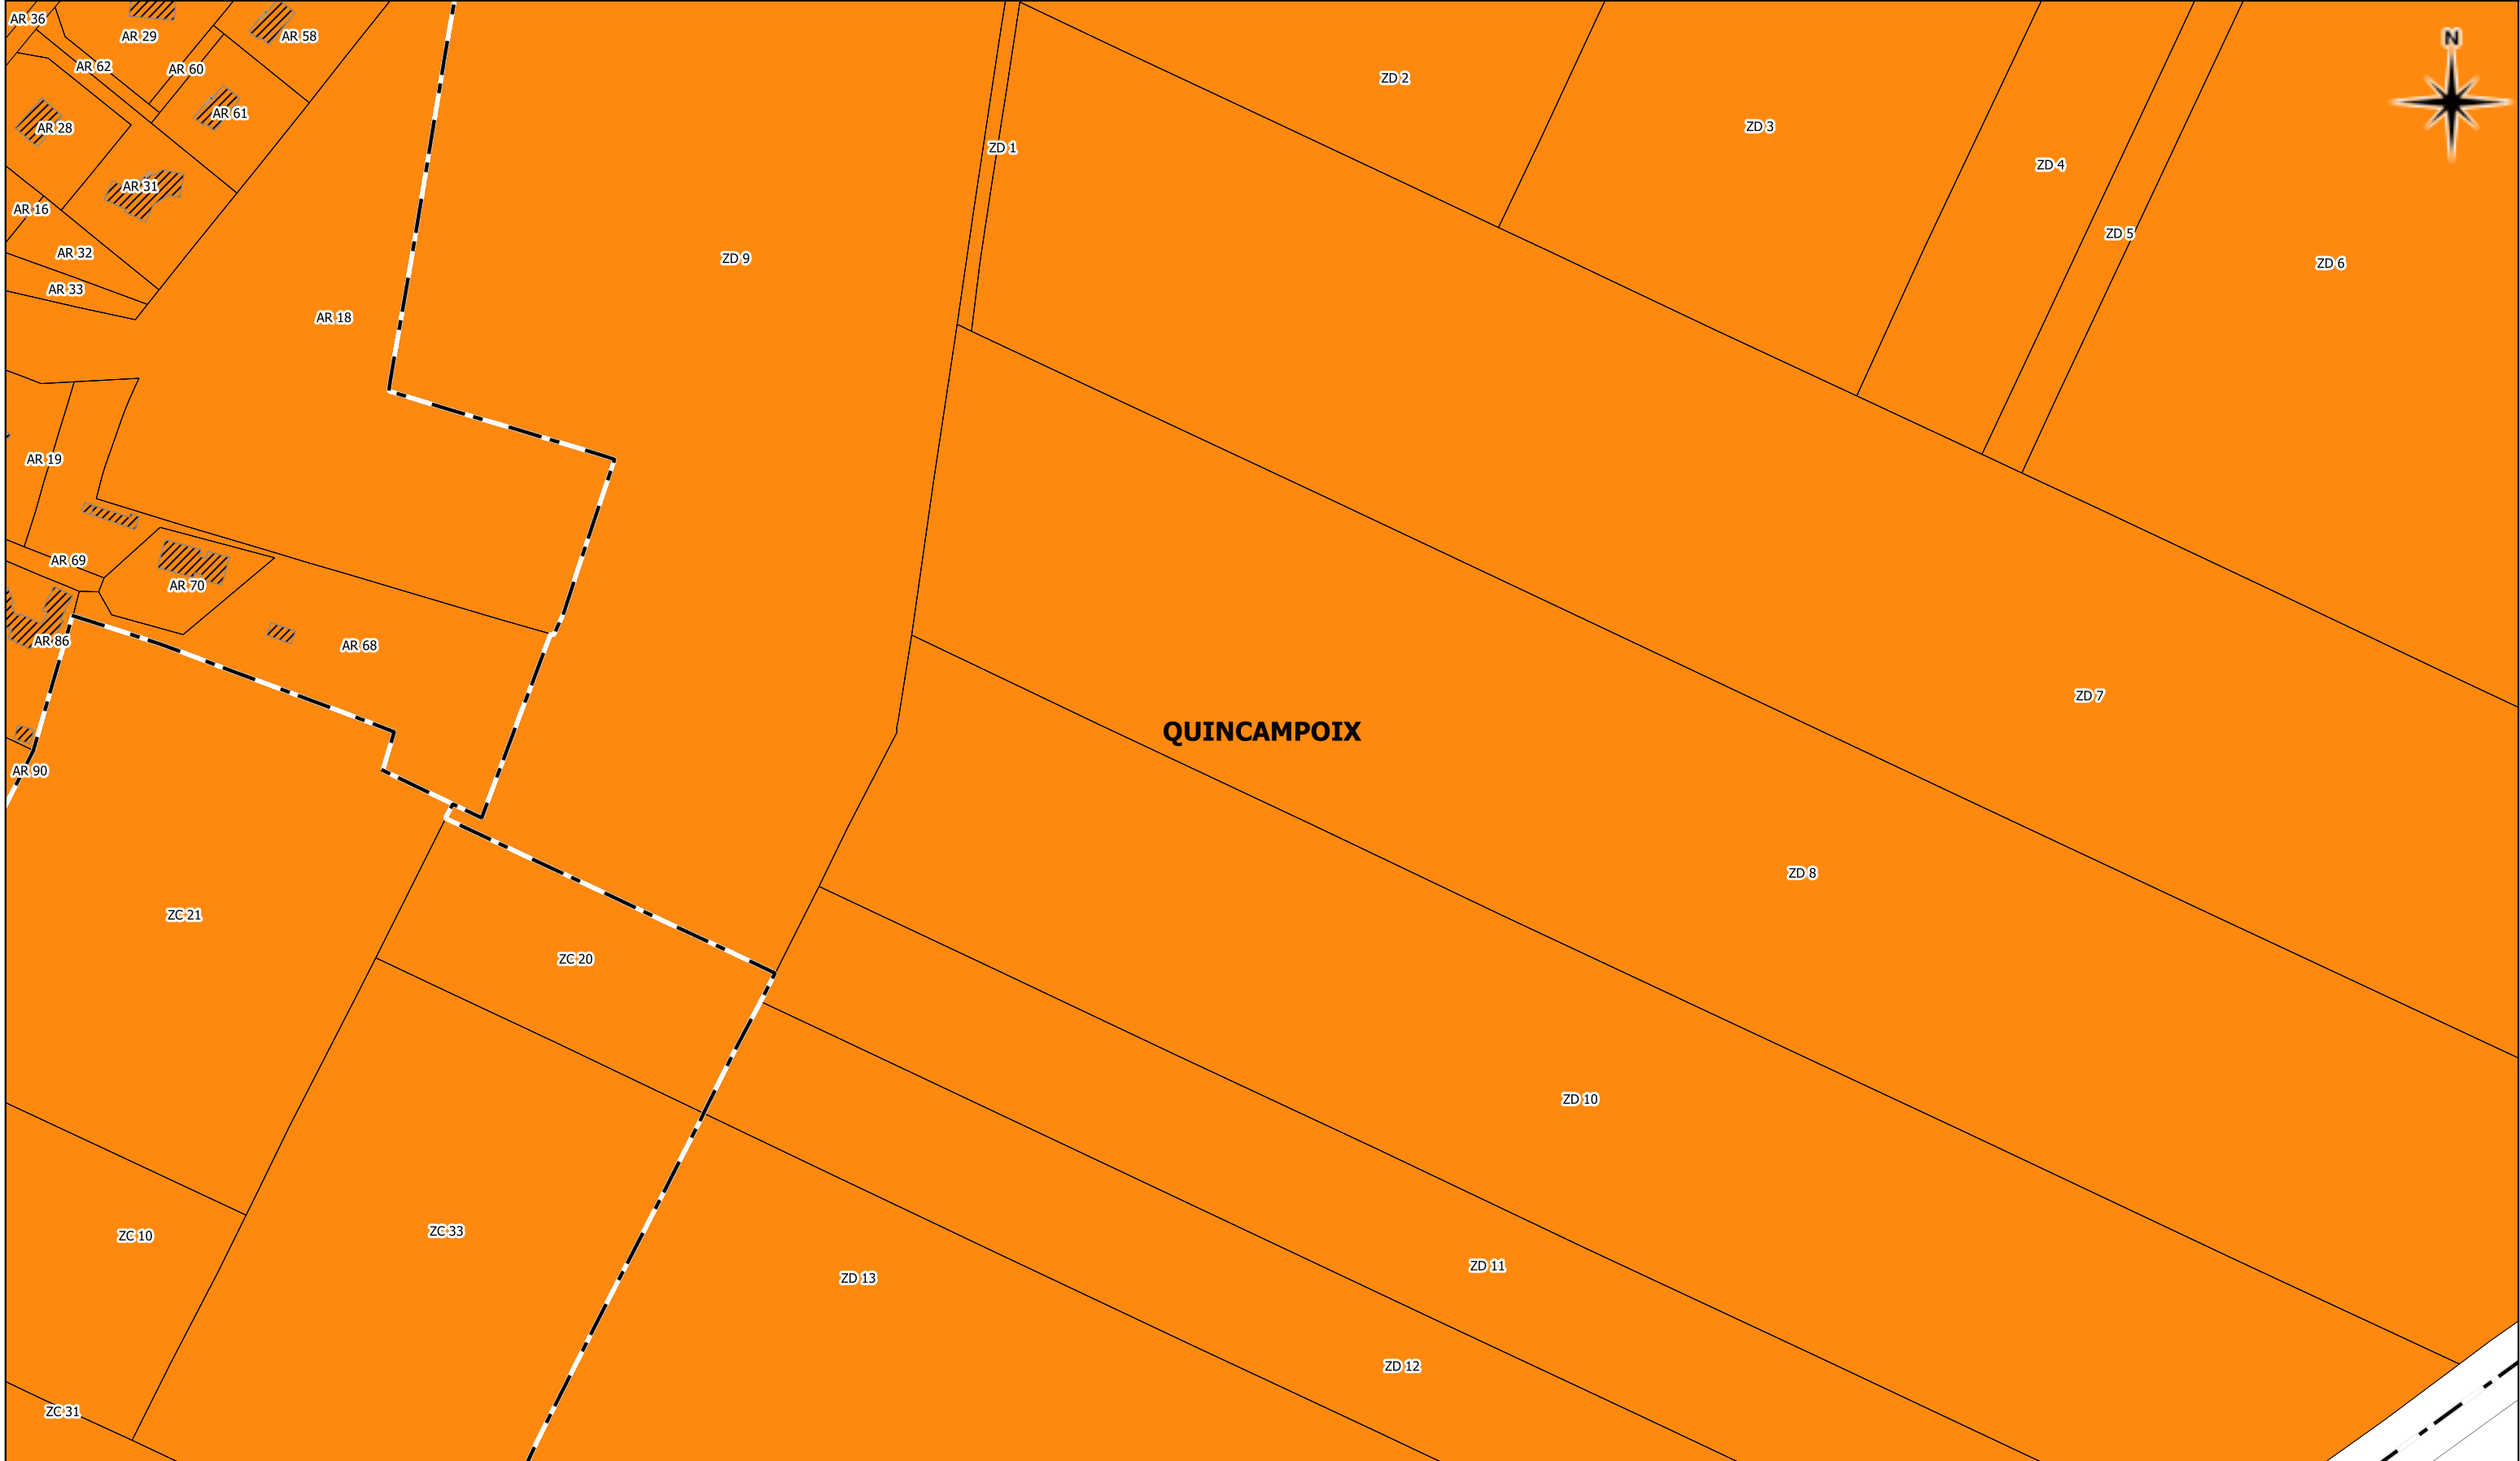 AR 36
AR 29
AR 58
N
AR 62
AR 60
ZD 2
AR 61
AR 28
ZD 3
ZD 1
ZD 4
AR 31
AR 16
ZD 5
AR 32
ZD 9
ZD 6
AR 33
AR 18
AR 19
AR 69
AR 70
AR 86
AR 68
ZD 7
QUINCAMPOIX
AR 90
ZD 8
ZC 21
ZC 20
ZD 10
ZC 33
ZC 10
ZD 11
ZD 13
ZD 12
ZC 31